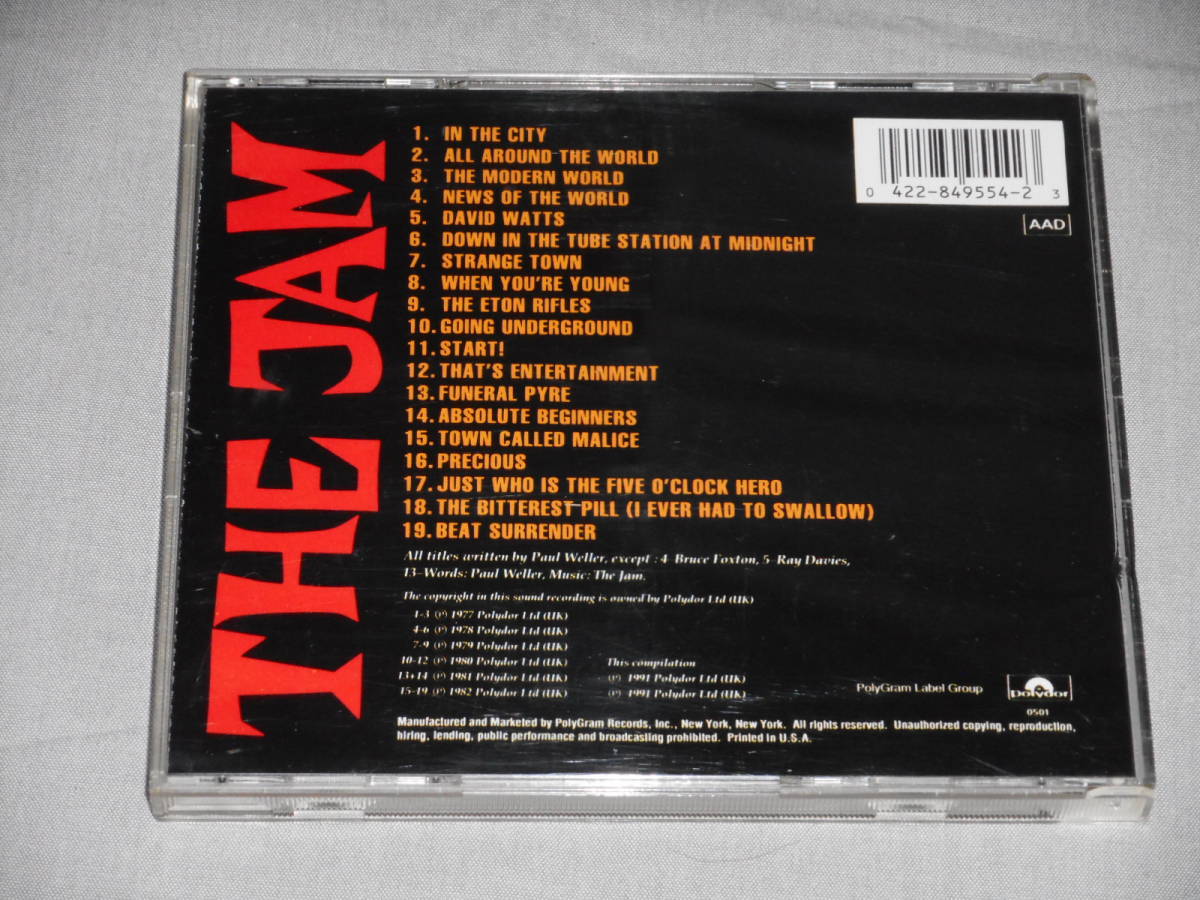 THE JAM
1. IN THE CITY
2. ALL AROUND THE WORLD
3. THE MODERN WORLD
4. NEWS OF THE WORLD
5. DAVID WATTS
6. DOWN IN THE TUBE STATION AT MIDNIGHT
7. STRANGE TOWN
8. WHEN YOU'RE YOUNG
9. THE ETON RIFLES
10. GOING UNDERGROUND
11. START!
12. THAT'S ENTERTAINMENT
13. FUNERAL PYRE
14. ABSOLUTE BEGINNERS
15. TOWN CALLED MALICE
16. PRECIOUS
17. JUST WHO IS THE FIVE O'CLOCK HERO
18. THE BITTEREST PILL (I EVER HAD TO SWALLOW)
19. BEAT SURRENDER
0 422-849554-2 3
AAD
All titles written by Paul Weller, except : 4-Bruce Foxton, 5-Ray Davies,
13-Words: Paul Weller, Music: The Jam.
The copyright in this sound recording is owned by Polydor Ltd (UK)
1-3 ℗ 1977 Polydor Ltd (UK)
4-6 ℗ 1978 Polydor Ltd (UK)
7-9 ℗ 1979 Polydor Ltd (UK)
10-12 ℗ 1980 Polydor Ltd (UK)
13+14 ℗ 1981 Polydor Ltd (UK)
15-19 ℗ 1982 Polydor Ltd (UK)
This compilation
℗ 1991 Polydor Ltd (UK)
℗ 1991 Polydor Ltd (UK)
PolyGram Label Group
polydor
0501
Manufactured and Marketed by PolyGram Records, Inc., New York, New York. All rights reserved. Unauthorized copying, reproduction,
hiring, lending, public performance and broadcasting prohibited. Printed in U.S.A.